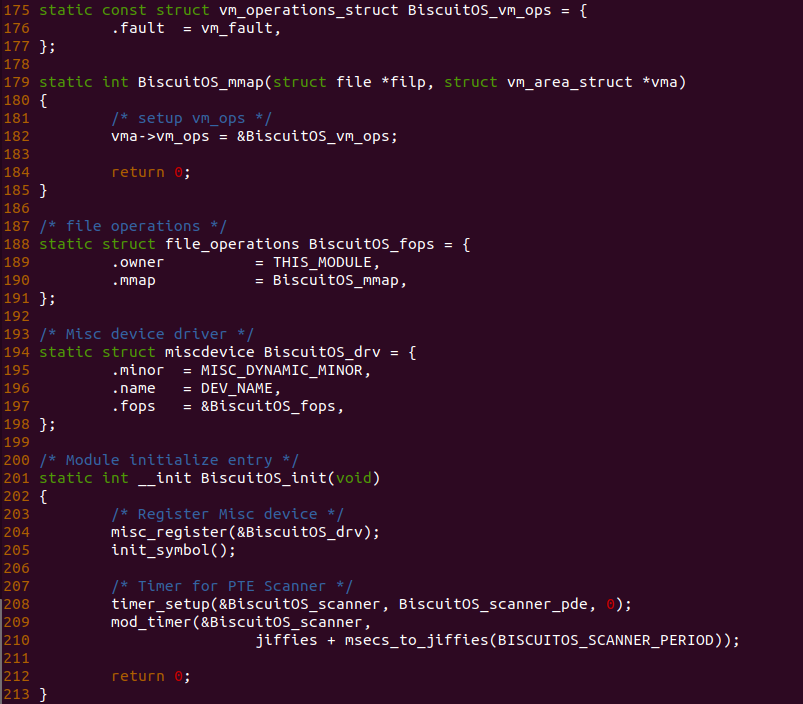 175 static const struct vm_operations_struct BiscuitOS_vm_ops = {
176         .fault  = vm_fault,
177 };
178
179 static int BiscuitOS_mmap(struct file *filp, struct vm_area_struct *vma)
180 {
181         /* setup vm_ops */
182         vma->vm_ops = &BiscuitOS_vm_ops;
183
184         return 0;
185 }
186
187 /* file operations */
188 static struct file_operations BiscuitOS_fops = {
189         .owner          = THIS_MODULE,
190         .mmap           = BiscuitOS_mmap,
191 };
192
193 /* Misc device driver */
194 static struct miscdevice BiscuitOS_drv = {
195         .minor  = MISC_DYNAMIC_MINOR,
196         .name   = DEV_NAME,
197         .fops   = &BiscuitOS_fops,
198 };
199
200 /* Module initialize entry */
201 static int __init BiscuitOS_init(void)
202 {
203         /* Register Misc device */
204         misc_register(&BiscuitOS_drv);
205         init_symbol();
206
207         /* Timer for PTE Scanner */
208         timer_setup(&BiscuitOS_scanner, BiscuitOS_scanner_pde, 0);
209         mod_timer(&BiscuitOS_scanner,
210                         jiffies + msecs_to_jiffies(BISCUITOS_SCANNER_PERIOD));
211
212         return 0;
213 }